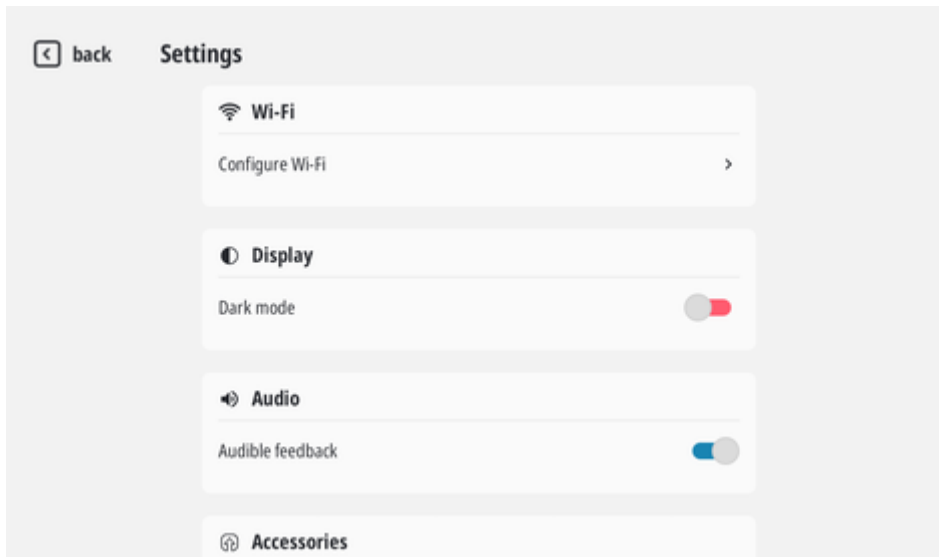 back
Settings
Wi-Fi
Configure Wi-Fi
Display
Dark mode
Audio
Audible feedback
Accessories